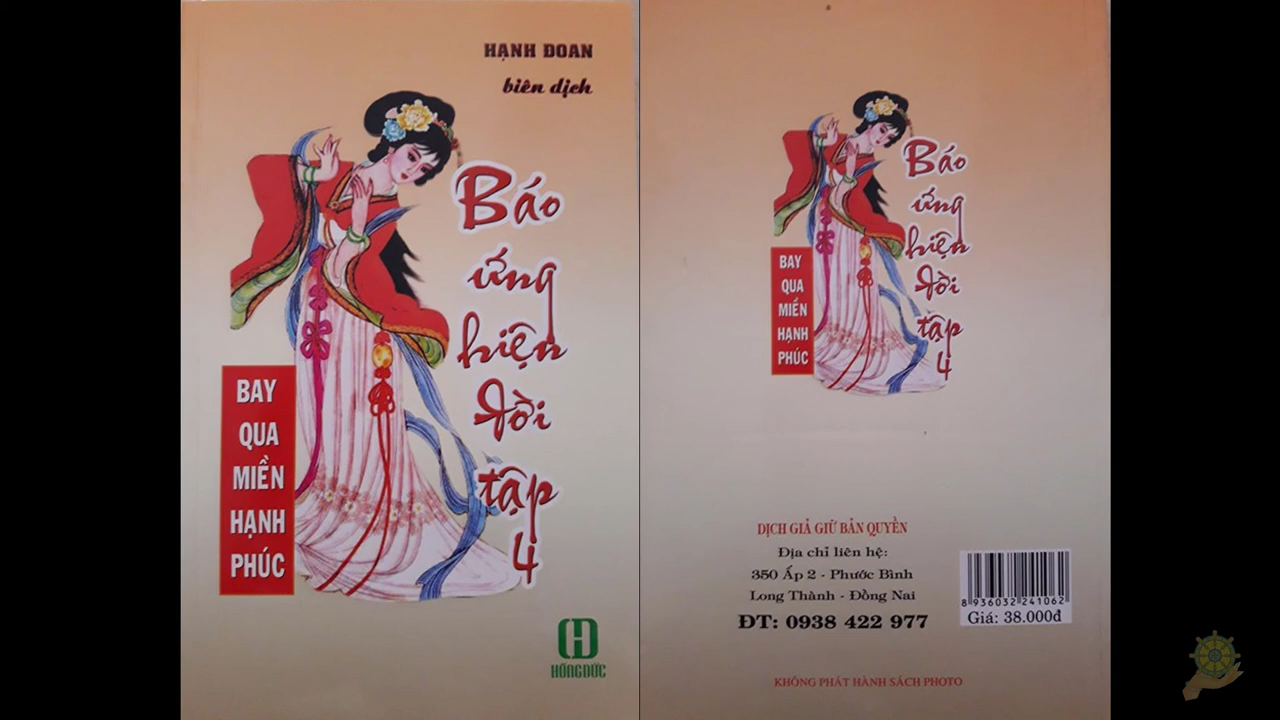 HẠNH ĐOAN
biên dịch
Báo
ứng
hiện
đời
tập
4
BAY
QUA
MIỀN
HẠNH
PHÚC
HỒNG ĐỨC
Báo
ứng
hiện
đời
tập
4
BAY
QUA
MIỀN
HẠNH
PHÚC
DỊCH GIẢ GIỮ BẢN QUYỀN
Địa chỉ liên hệ:
350 Ấp 2 - Phước Bình
Long Thành - Đồng Nai
ĐT: 0938 422 977
8 936032 241062
Giá: 38.000đ
KHÔNG PHÁT HÀNH SÁCH PHOTO